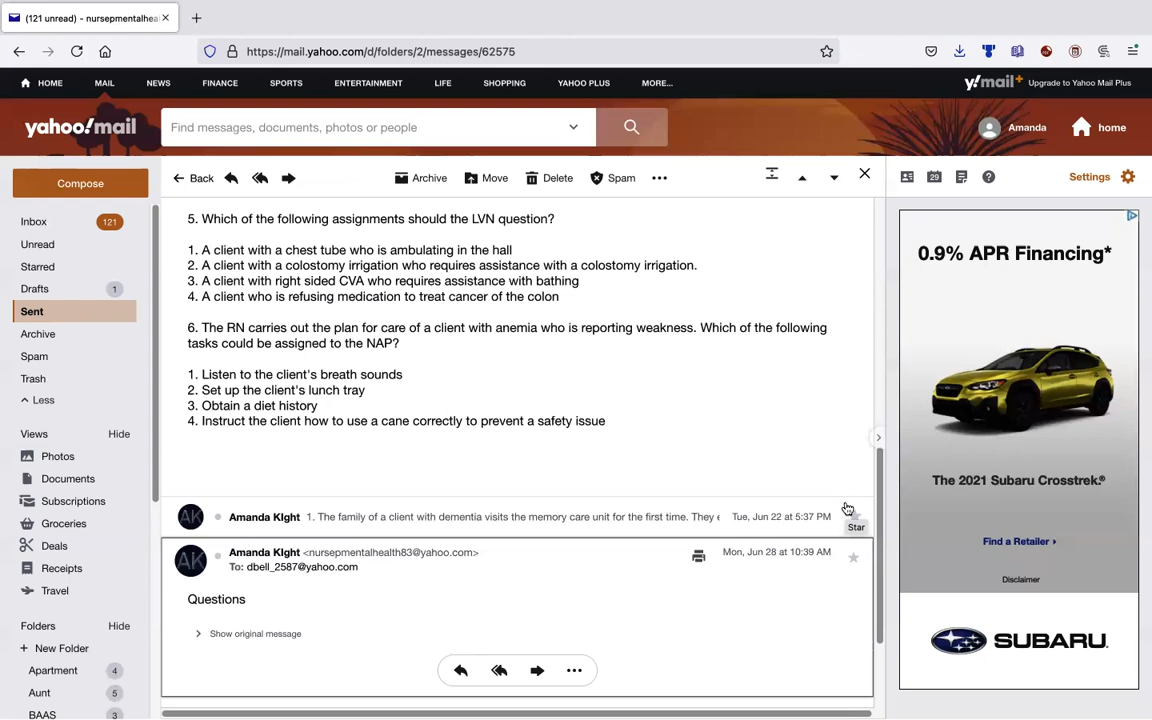 (121 unread) - nursepmentalhea
https://mail.yahoo.com/d/folders/2/messages/62575
HOME MAIL NEWS FINANCE SPORTS ENTERTAINMENT LIFE SHOPPING YAHOO PLUS MORE... y!mail+ Upgrade to Yahoo Mail Plus
yahoo!mail Find messages, documents, photos or people Amanda home
Compose
Back Archive Move Delete Spam 29 Settings
Inbox 121
Unread
Starred
Drafts 1
Sent
Archive
Spam
Trash
Less
Views Hide
Photos
Documents
Subscriptions
Groceries
Deals
Receipts
Travel
Folders Hide
New Folder
Apartment 4
Aunt 5
BAAS 3
5. Which of the following assignments should the LVN question?
1. A client with a chest tube who is ambulating in the hall
2. A client with a colostomy irrigation who requires assistance with a colostomy irrigation.
3. A client with right sided CVA who requires assistance with bathing
4. A client who is refusing medication to treat cancer of the colon
6. The RN carries out the plan for care of a client with anemia who is reporting weakness. Which of the following
tasks could be assigned to the NAP?
1. Listen to the client's breath sounds
2. Set up the client's lunch tray
3. Obtain a diet history
4. Instruct the client how to use a cane correctly to prevent a safety issue
AK Amanda KIght 1. The family of a client with dementia visits the memory care unit for the first time. They e Tue, Jun 22 at 5:37 PM
Star
AK Amanda KIght <nursepmentalhealth83@yahoo.com> Mon, Jun 28 at 10:39 AM
To: dbell_2587@yahoo.com
Questions
Show original message
0.9% APR Financing*
The 2021 Subaru Crosstrek.®
Find a Retailer
Disclaimer
SUBARU.